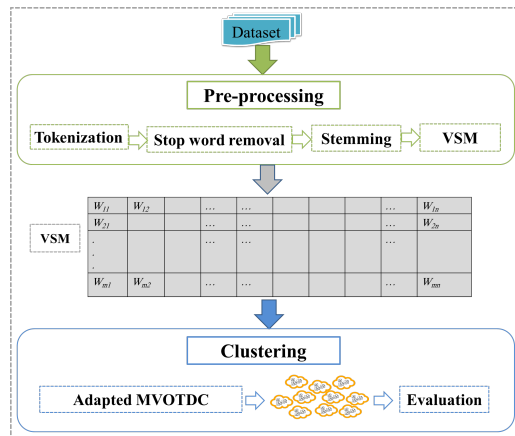 Dataset
Pre-processing
Tokenization Stop word removal Stemming VSM
VSM
W11 W12 … … … W1n
W21 … … … W2n
. … … …
.
.
Wm1 Wm2 … … … Wmn
Clustering
Adapted MVOTDC Evaluation